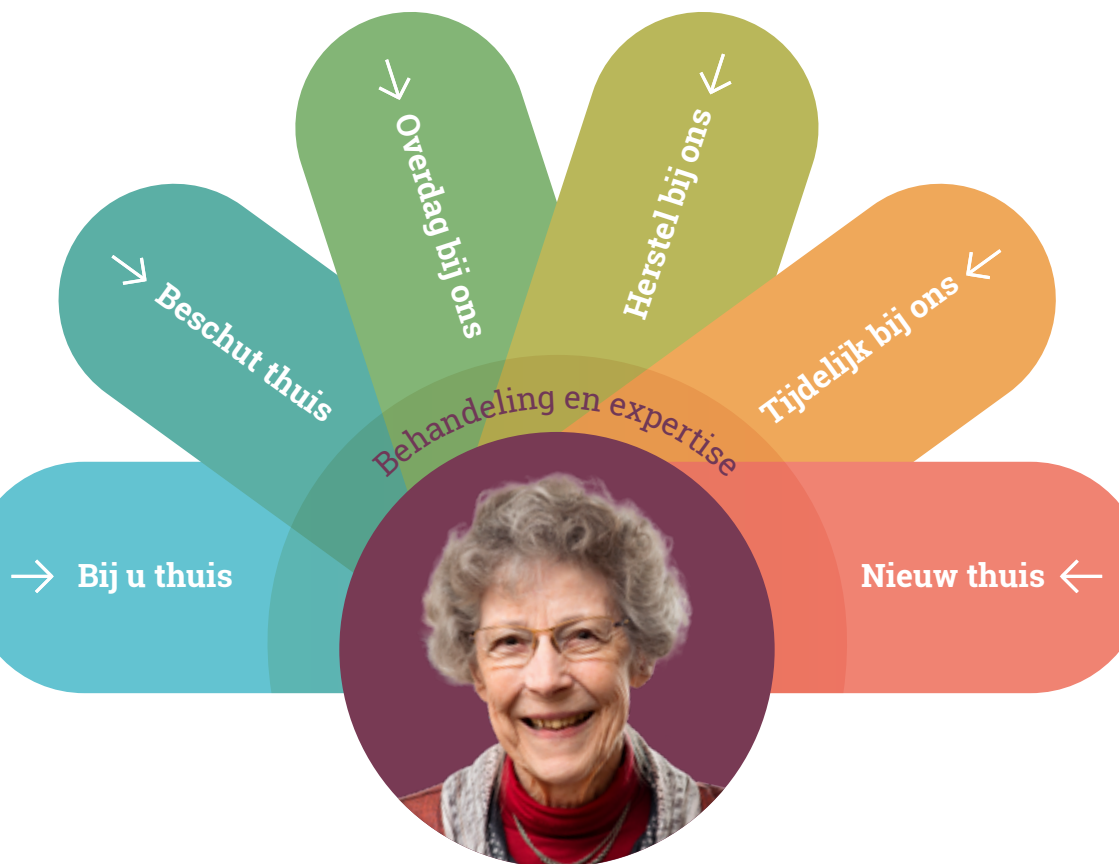 Bij u thuis
Beschut thuis
Overdag bij ons
Herstel bij ons
Tijdelijk bij ons
Nieuw thuis
Behandeling en expertise